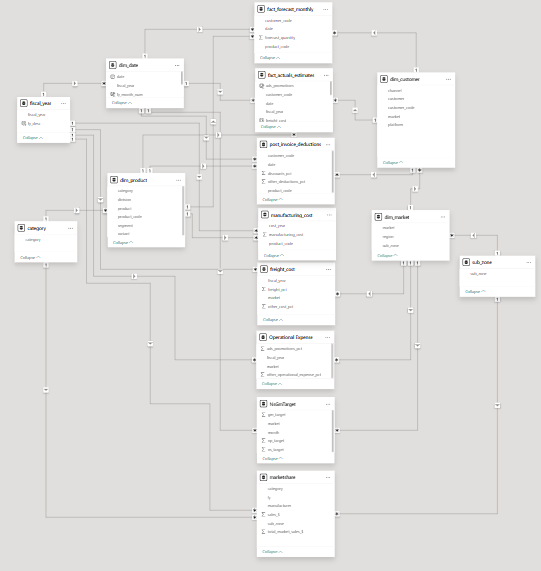 fact_forecast_monthly
customer_code
date
forecast_quantity
product_code
Collapse
dim_date
date
fiscal_year
fy_month_num
Collapse
fact_actuals_estimates
ads_promotions
customer_code
date
fiscal_year
freight_cost
Collapse
dim_customer
channel
customer
customer_code
market
platform
Collapse
fiscal_year
fiscal_year
fy_desc
Collapse
post_invoice_deductions
customer_code
date
discounts_pct
other_deductions_pct
product_code
Collapse
dim_product
category
division
product
product_code
segment
variant
Collapse
manufacturing_cost
cost_year
manufacturing_cost
product_code
Collapse
dim_market
market
region
sub_zone
Collapse
category
category
Collapse
freight_cost
fiscal_year
freight_pct
market
other_cost_pct
Collapse
sub_zone
sub_zone
Collapse
Operational Expense
ads_promotions_pct
fiscal_year
market
other_operational_expense_pct
Collapse
NsGmTarget
gm_target
market
month
np_target
ns_target
Collapse
marketshare
category
fy
manufacturer
sales_$
sub_zone
total_market_sales_$
Collapse